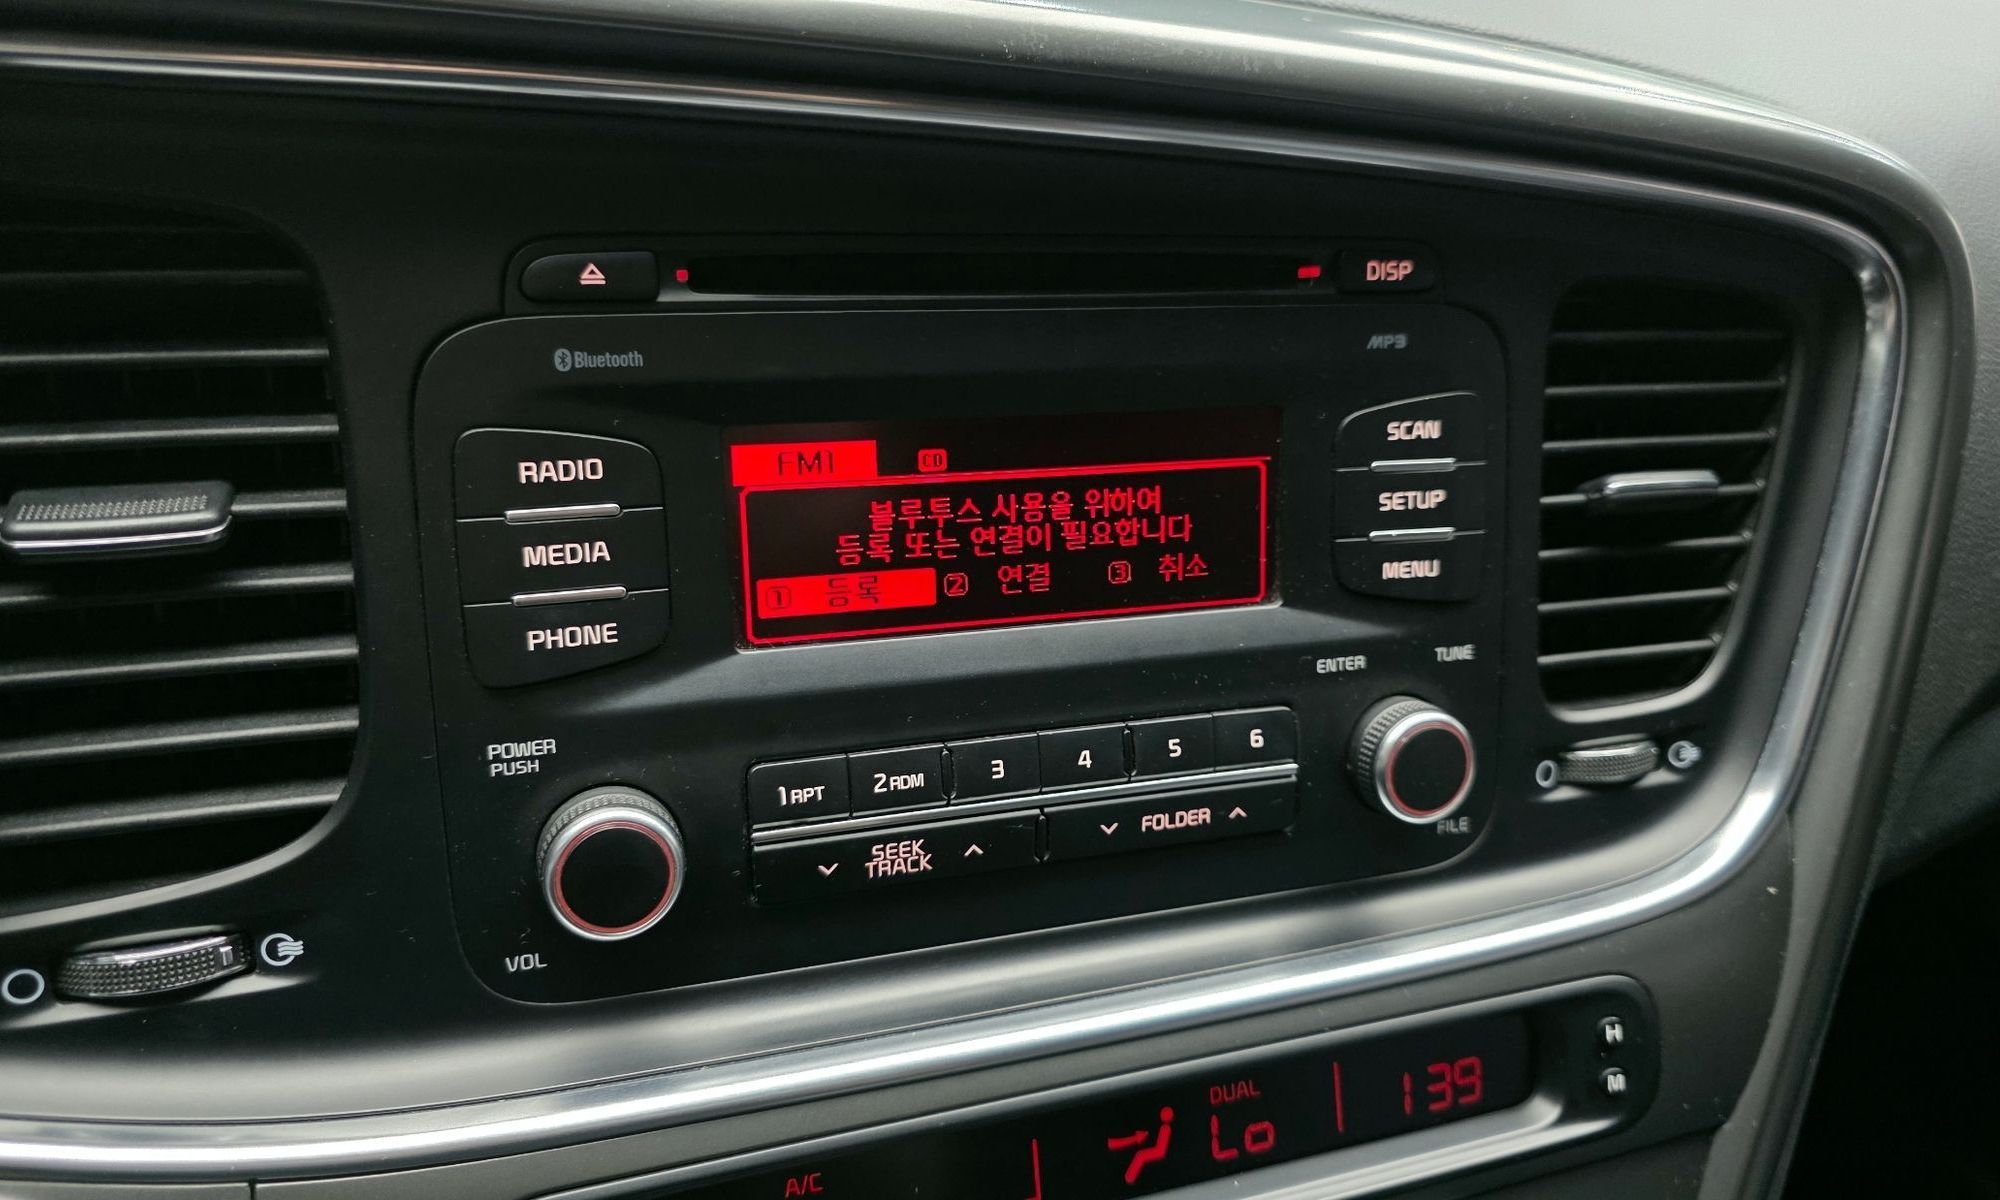 DISP
Bluetooth
MP3
RADIO
MEDIA
PHONE
FM1 CD
블루투스 사용을 위하여
등록 또는 연결이 필요합니다
1 등록 2 연결 3 취소
SCAN
SETUP
MENU
ENTER
TUNE
FILE
POWER
PUSH
VOL
1 RPT 2 RDM 3 4 5 6
SEEK
TRACK
FOLDER
A/C
DUAL
Lo
1 39
H
M